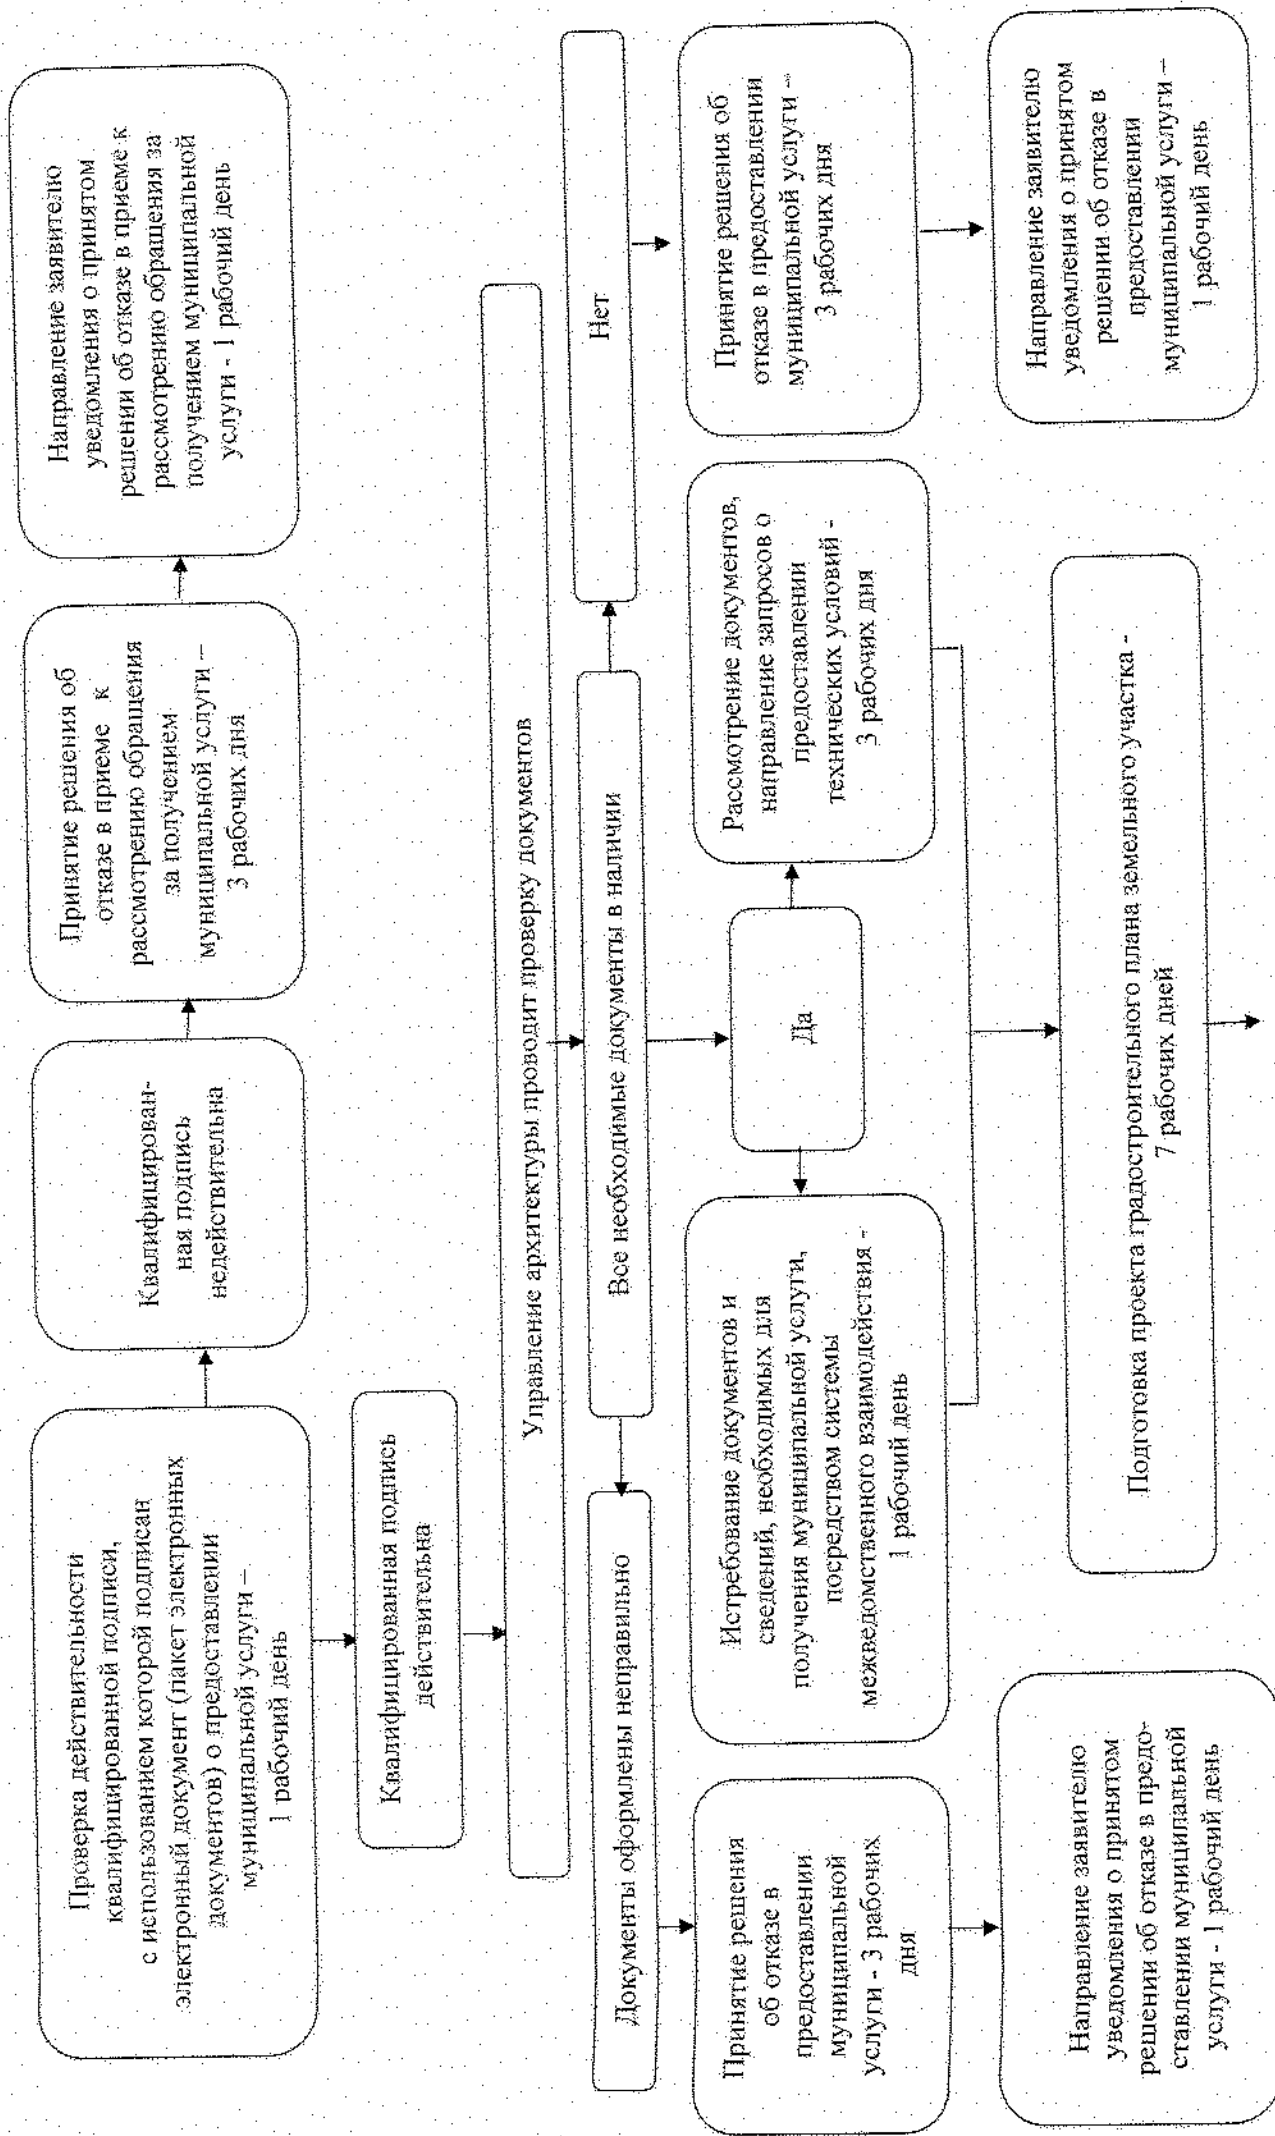 Проверка действительности
квалифицированной подписи,
с использованием которой подписан
электронный документ (пакет электронных
документов) о предоставлении
муниципальной услуги –
1 рабочий день
Квалифицирован-
ная подпись
недействительна
Принятие решения об
отказе в приеме к
рассмотрению обращения
за получением
муниципальной услуги –
3 рабочих дня
Направление заявителю
уведомления о принятом
решении об отказе в приеме к
рассмотрению обращения за
получением муниципальной
услуги - 1 рабочий день
Квалифицированная подпись
действительна
Управление архитектуры проводит проверку документов
Документы оформлены неправильно
Все необходимые документы в наличии
Нет
Принятие решения
об отказе в
предоставлении
муниципальной
услуги - 3 рабочих
дня
Истребование документов и
сведений, необходимых для
получения муниципальной услуги,
посредством системы
межведомственного взаимодействия -
1 рабочий день
Да
Рассмотрение документов,
направление запросов о
предоставлении
технических условий -
3 рабочих дня
Принятие решения об
отказе в предоставлении
муниципальной услуги –
3 рабочих дня
Направление заявителю
уведомления о принятом
решении об отказе в предо-
ставлении муниципальной
услуги - 1 рабочий день
Подготовка проекта градостроительного плана земельного участка -
7 рабочих дней
Направление заявителю
уведомления о принятом
решении об отказе в
предоставлении
муниципальной услуги –
1 рабочий день